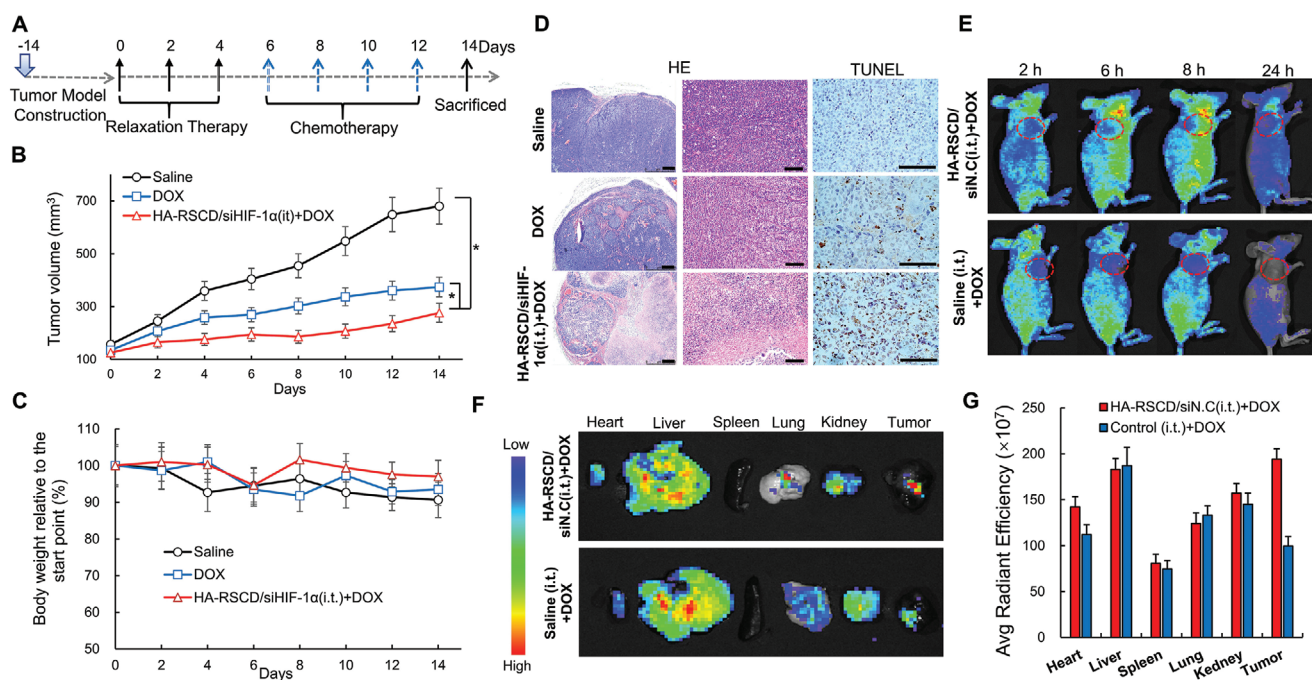 A
-14
0 2 4 6 8 10 12 14Days
Tumor Model
Construction
Relaxation Therapy
Chemotherapy
Sacrificed
B
Saline
DOX
HA-RSCD/siHIF-1α(it)+DOX
Tumor volume (mm³)
700
500
300
100
*
*
0 2 4 6 8 10 12 14
Days
C
Body weight relative to the
start point (%)
110
100
90
80
70
60
50
Saline
DOX
HA-RSCD/siHIF-1α(i.t.)+DOX
0 2 4 6 8 10 12 14
Days
D
HE
TUNEL
Saline
DOX
HA-RSCD/siHIF-
1α(i.t.)+DOX
E
2 h 6 h 8 h 24 h
HA-RSCD/
siN.C(i.t.)+DOX
Saline (i.t.)
+DOX
F
Heart Liver Spleen Lung Kidney Tumor
Low
High
HA-RSCD/
siN.C(i.t.)+DOX
Saline (i.t.)
+DOX
G
HA-RSCD/siN.C(i.t.)+DOX
Control (i.t.)+DOX
Avg Radiant Efficiency (×10⁷)
250
200
150
100
50
0
Heart Liver Spleen Lung Kedney Tumor